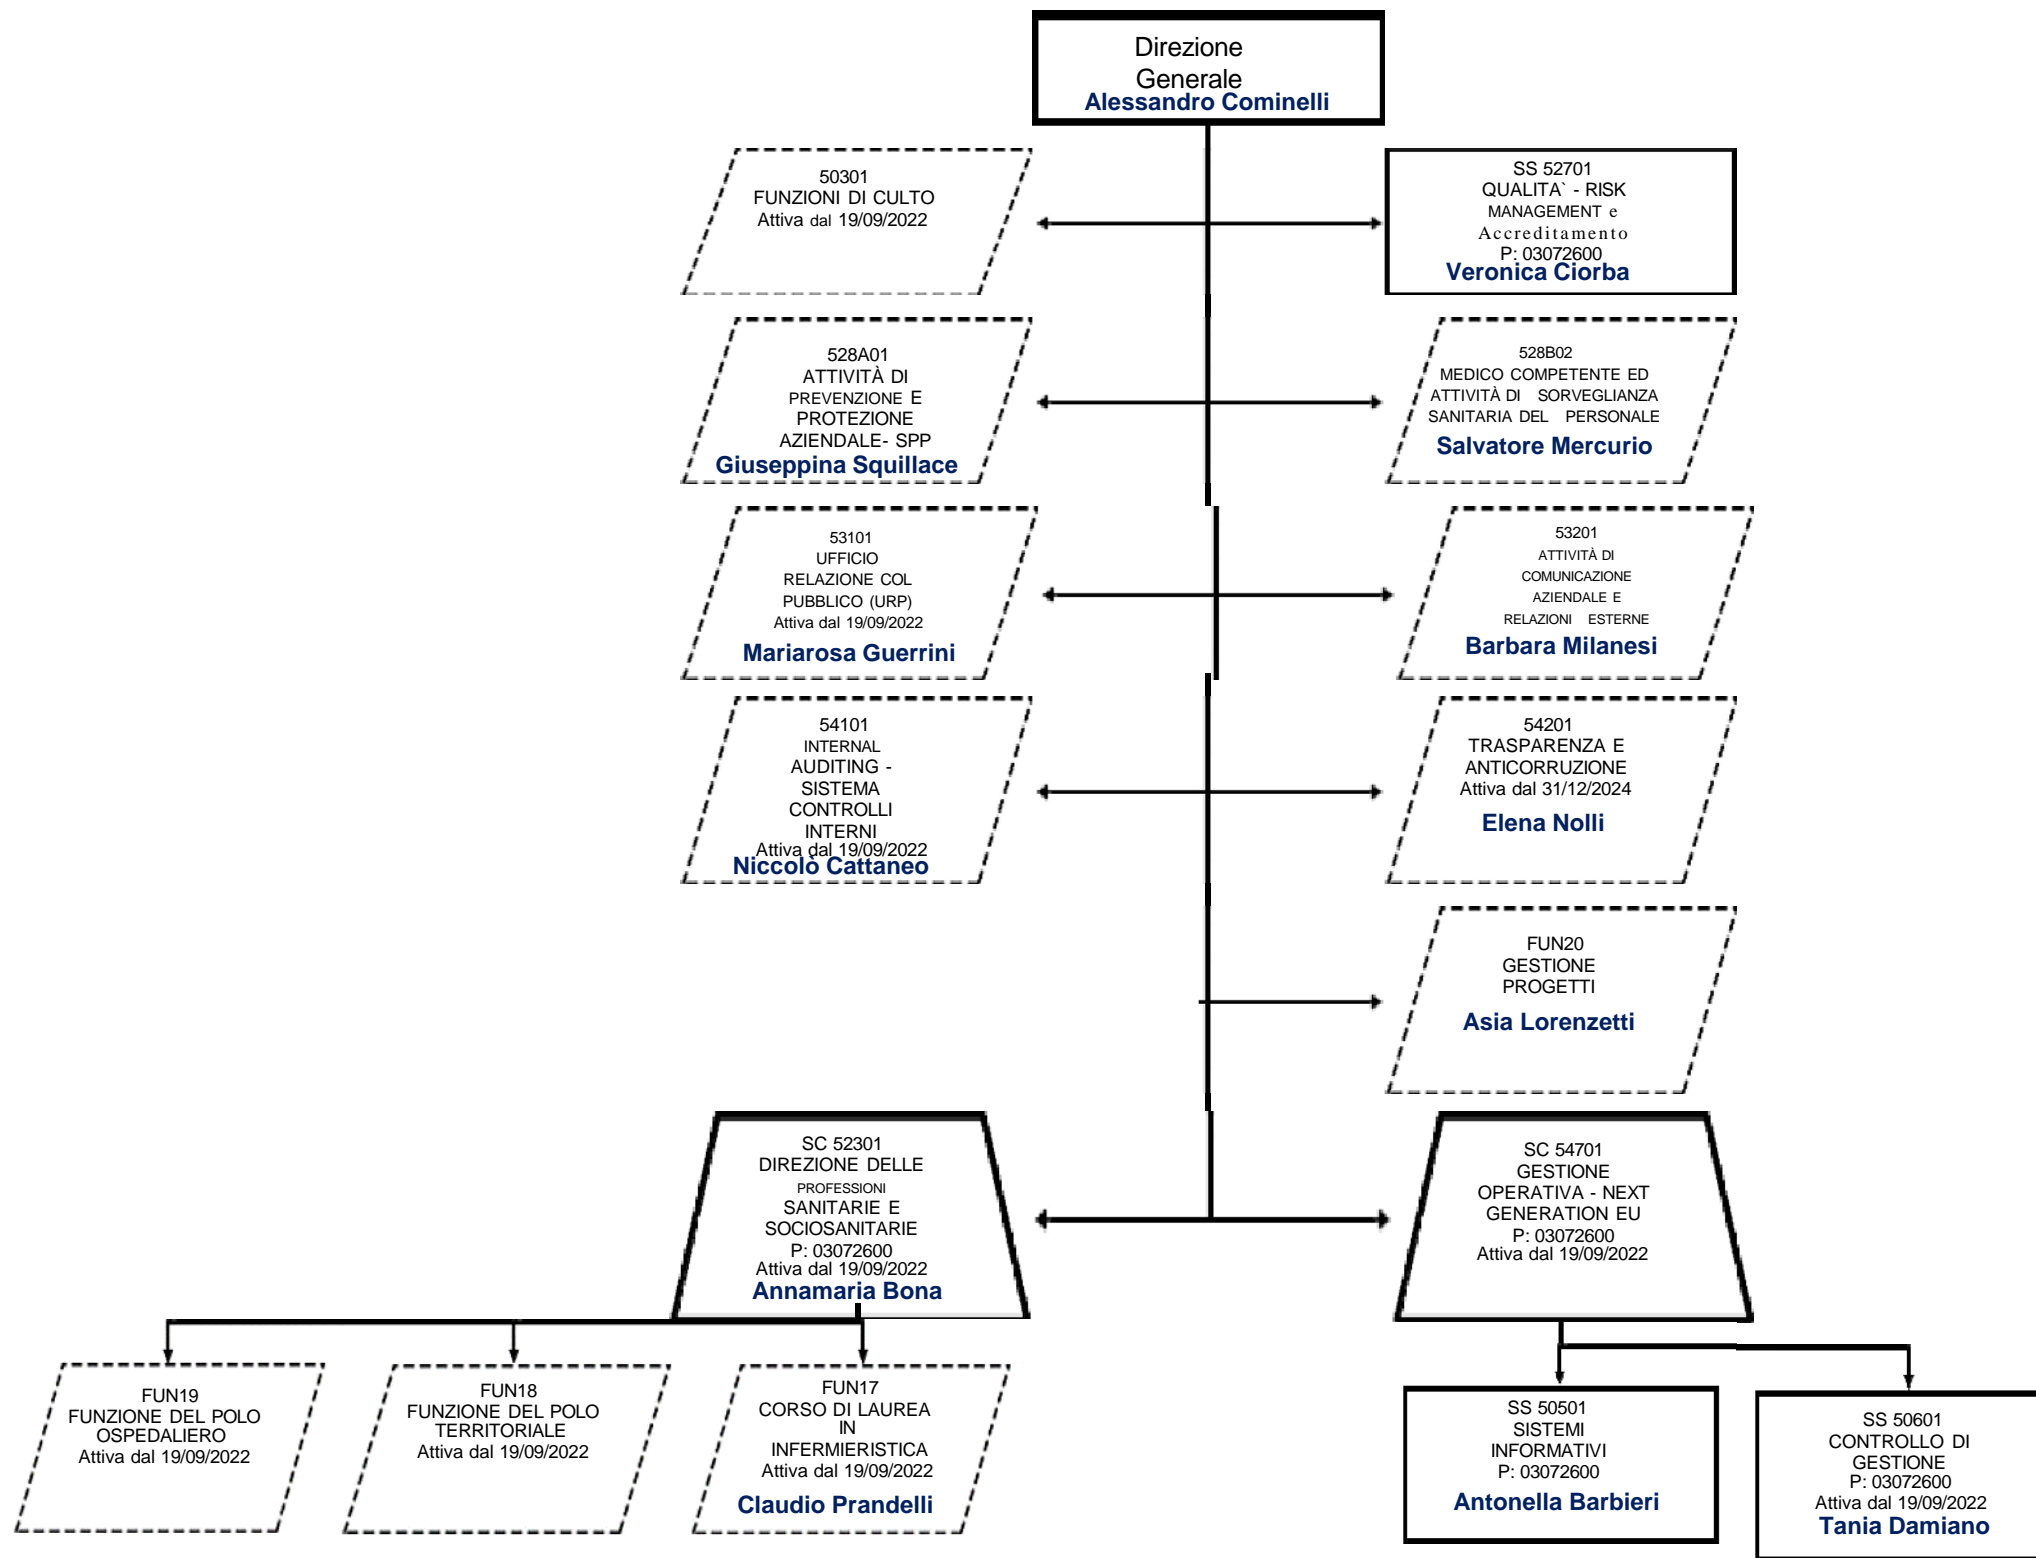 Direzione
Generale
Alessandro Cominelli
50301
FUNZIONI DI CULTO
Attiva dal 19/09/2022
SS 52701
QUALITA` - RISK
MANAGEMENT e
Accreditamento
P: 03072600
Veronica Ciorba
528A01
ATTIVITÀ DI
PREVENZIONE E
PROTEZIONE
AZIENDALE- SPP
Giuseppina Squillace
528B02
MEDICO COMPETENTE ED
ATTIVITÀ DI SORVEGLIANZA
SANITARIA DEL PERSONALE
Salvatore Mercurio
53101
UFFICIO
RELAZIONE COL
PUBBLICO (URP)
Attiva dal 19/09/2022
Mariarosa Guerrini
53201
ATTIVITÀ DI
COMUNICAZIONE
AZIENDALE E
RELAZIONI ESTERNE
Barbara Milanesi
54101
INTERNAL
AUDITING -
SISTEMA
CONTROLLI
INTERNI
Attiva dal 19/09/2022
Niccolò Cattaneo
54201
TRASPARENZA E
ANTICORRUZIONE
Attiva dal 31/12/2024
Elena Nolli
FUN20
GESTIONE
PROGETTI
Asia Lorenzetti
SC 52301
DIREZIONE DELLE
PROFESSIONI
SANITARIE E
SOCIOSANITARIE
P: 03072600
Attiva dal 19/09/2022
Annamaria Bona
SC 54701
GESTIONE
OPERATIVA - NEXT
GENERATION EU
P: 03072600
Attiva dal 19/09/2022
FUN19
FUNZIONE DEL POLO
OSPEDALIERO
Attiva dal 19/09/2022
FUN18
FUNZIONE DEL POLO
TERRITORIALE
Attiva dal 19/09/2022
FUN17
CORSO DI LAUREA
IN
INFERMIERISTICA
Attiva dal 19/09/2022
Claudio Prandelli
SS 50501
SISTEMI
INFORMATIVI
P: 03072600
Antonella Barbieri
SS 50601
CONTROLLO DI
GESTIONE
P: 03072600
Attiva dal 19/09/2022
Tania Damiano